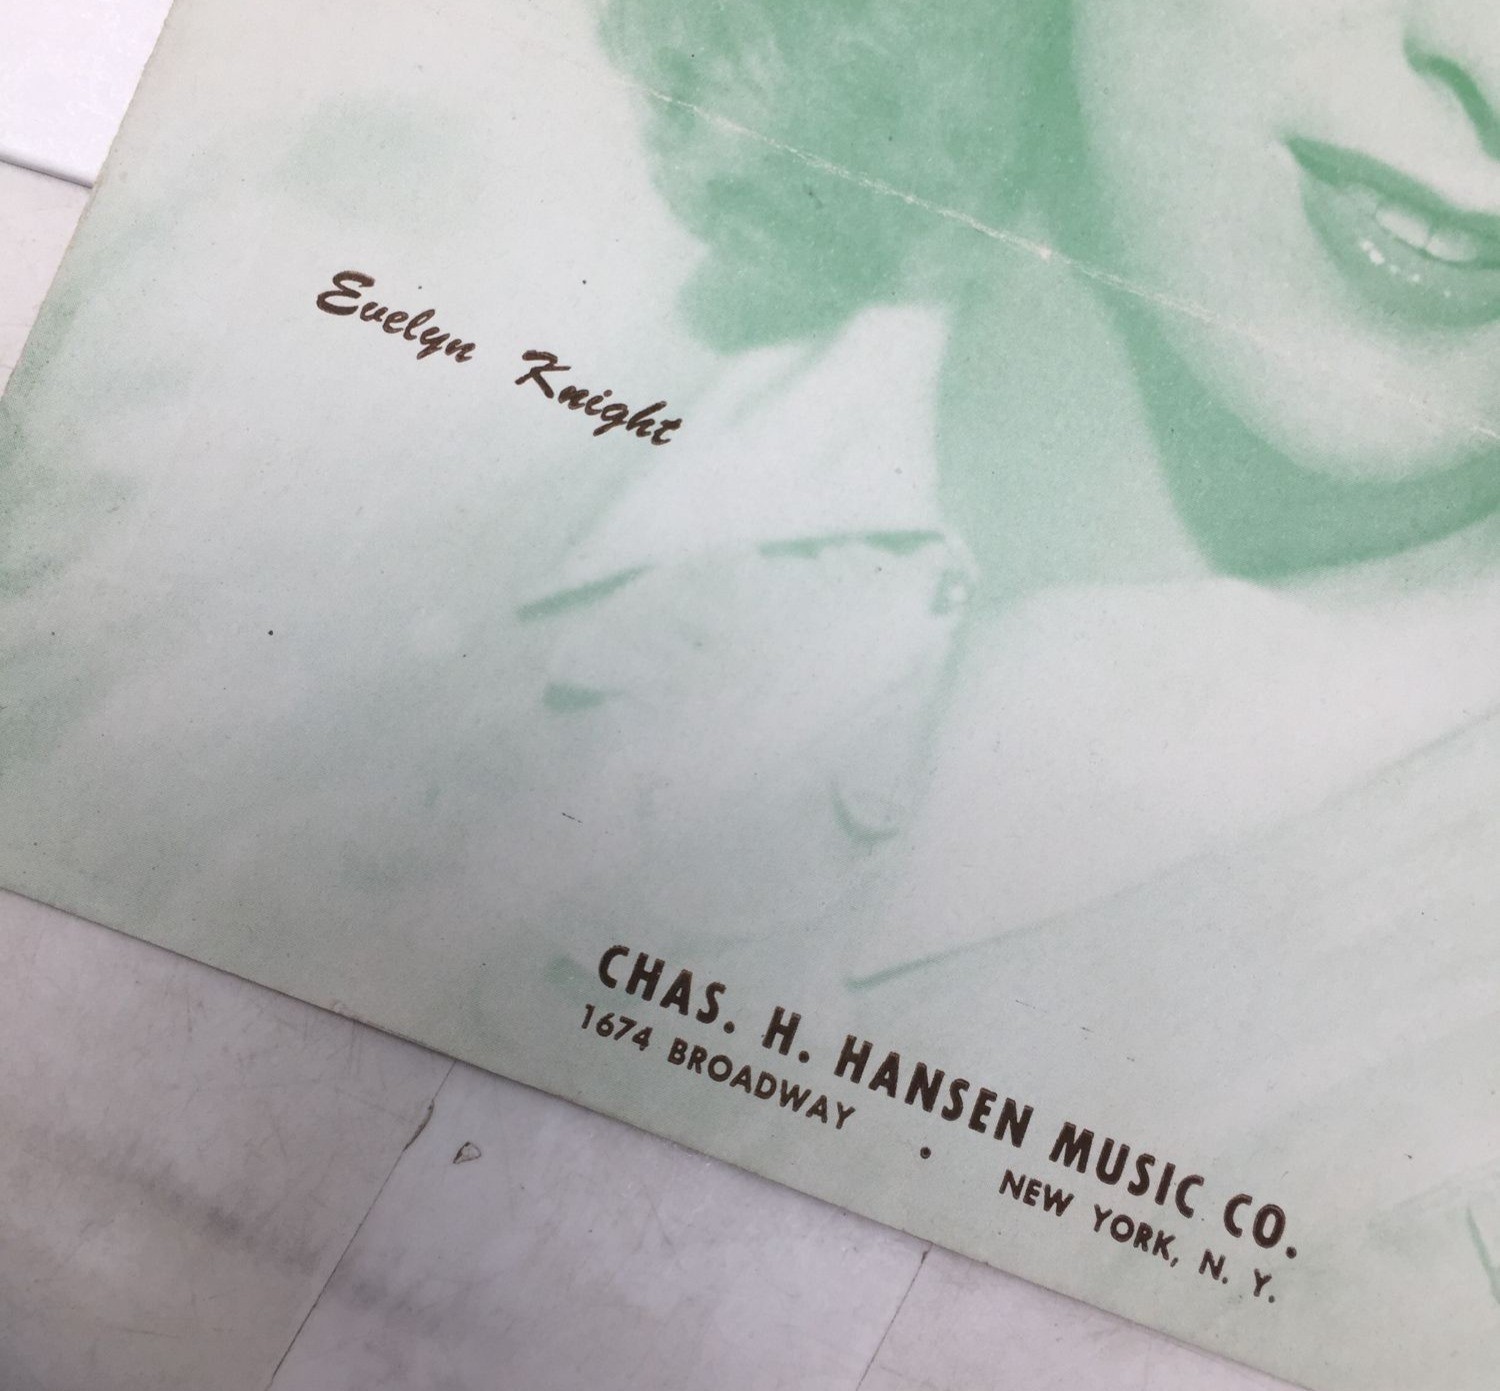 Evelyn Knight
CHAS. H. HANSEN MUSIC CO.
1674 BROADWAY • NEW YORK, N. Y.